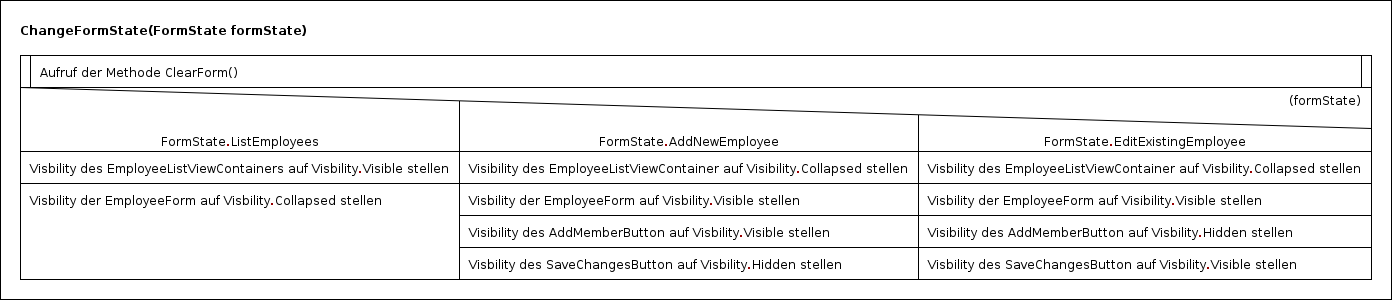 ChangeFormState(FormState formState)
Aufruf der Methode ClearForm()
(formState)
FormState.ListEmployees
FormState.AddNewEmployee
FormState.EditExistingEmployee
Visbility des EmployeeListViewContainers auf Visbility.Visible stellen
Visbility des EmployeeListViewContainer auf Visibility.Collapsed stellen
Visbility des EmployeeListViewContainer auf Visibility.Collapsed stellen
Visbility der EmployeeForm auf Visbility.Collapsed stellen
Visbility der EmployeeForm auf Visbility.Visible stellen
Visbility der EmployeeForm auf Visibility.Visible stellen
Visibility des AddMemberButton auf Visbility.Visible stellen
Visibility des AddMemberButton auf Visbility.Hidden stellen
Visbility des SaveChangesButton auf Visbility.Hidden stellen
Visbility des SaveChangesButton auf Visbility.Visible stellen